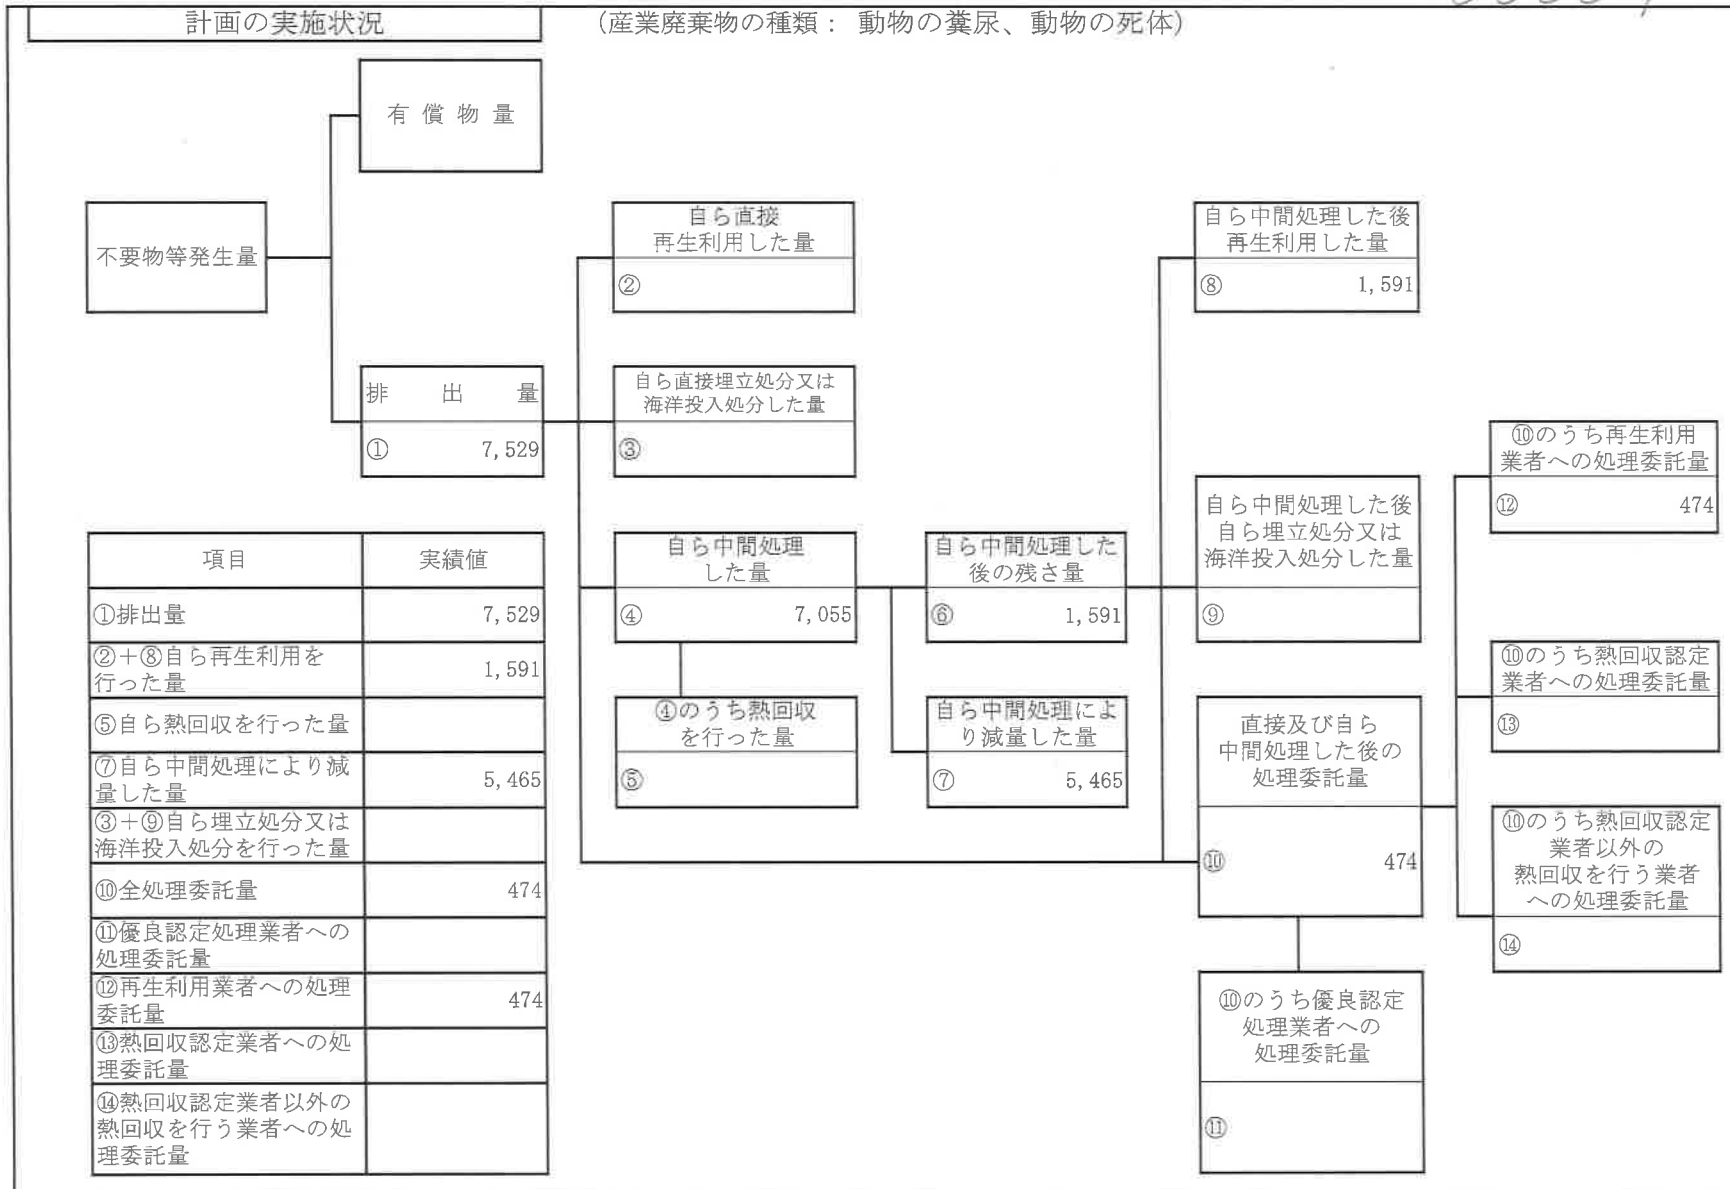 計画の実施状況
(産業廃棄物の種類： 動物の糞尿、動物の死体)
有 償 物 量
不要物等発生量
自ら直接
再生利用した量
②
自ら中間処理した後
再生利用した量
⑧ 1,591
排 出 量
① 7,529
自ら直接埋立処分又は
海洋投入処分した量
③
⑩のうち再生利用
業者への処理委託量
⑫ 474
自ら中間処理した後
自ら埋立処分又は
海洋投入処分した量
⑨
自ら中間処理
した量
④ 7,055
自ら中間処理した
後の残さ量
⑥ 1,591
⑩のうち熱回収認定
業者への処理委託量
⑬
④のうち熱回収
を行った量
⑤
自ら中間処理によ
り減量した量
⑦ 5,465
直接及び自ら
中間処理した後の
処理委託量
⑩ 474
⑩のうち熱回収認定
業者以外の
熱回収を行う業者
への処理委託量
⑭
⑩のうち優良認定
処理業者への
処理委託量
⑪
項目 実績値
①排出量 7,529
②＋⑧自ら再生利用を
行った量 1,591
⑤自ら熱回収を行った量
⑦自ら中間処理により減
量した量 5,465
③＋⑨自ら埋立処分又は
海洋投入処分を行った量
⑩全処理委託量 474
⑪優良認定処理業者への
処理委託量
⑫再生利用業者への処理
委託量 474
⑬熱回収認定業者への処
理委託量
⑭熱回収認定業者以外の
熱回収を行う業者への処
理委託量